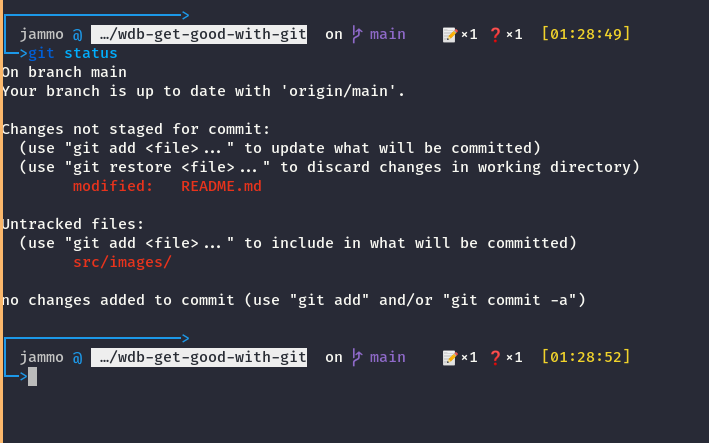 jammo @ …/wdb-get-good-with-git on main 📝×1 ❓×1 [01:28:49]
git status
On branch main
Your branch is up to date with 'origin/main'.
Changes not staged for commit:
(use "git add <file>..." to update what will be committed)
(use "git restore <file>..." to discard changes in working directory)
modified: README.md
Untracked files:
(use "git add <file>..." to include in what will be committed)
src/images/
no changes added to commit (use "git add" and/or "git commit -a")
jammo @ …/wdb-get-good-with-git on main 📝×1 ❓×1 [01:28:52]